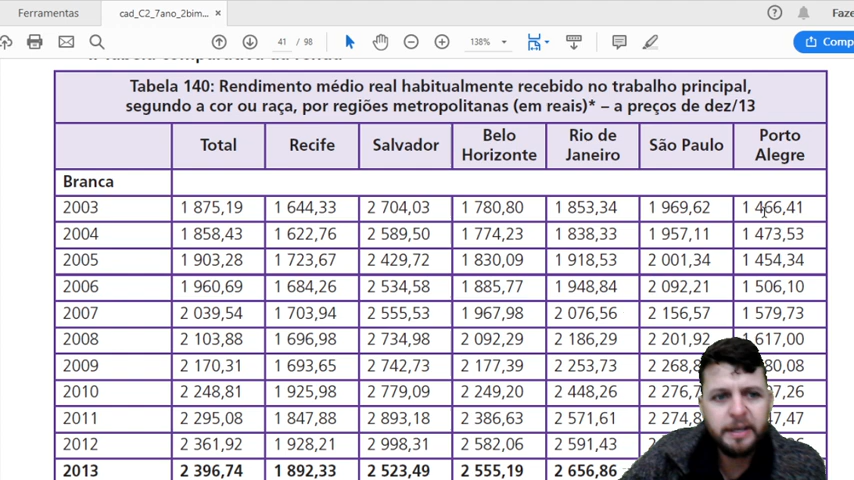 Ferramentas
cad_C2_7ano_2bim... ×
Faze
41 / 98
138%
Comp
Tabela 140: Rendimento médio real habitualmente recebido no trabalho principal,
segundo a cor ou raça, por regiões metropolitanas (em reais)* – a preços de dez/13
Total Recife Salvador Belo Horizonte Rio de Janeiro São Paulo Porto Alegre
Branca
2003 1 875,19 1 644,33 2 704,03 1 780,80 1 853,34 1 969,62 1 466,41
2004 1 858,43 1 622,76 2 589,50 1 774,23 1 838,33 1 957,11 1 473,53
2005 1 903,28 1 723,67 2 429,72 1 830,09 1 918,53 2 001,34 1 454,34
2006 1 960,69 1 684,26 2 534,58 1 885,77 1 948,84 2 092,21 1 506,10
2007 2 039,54 1 703,94 2 555,53 1 967,98 2 076,56 2 156,57 1 579,73
2008 2 103,88 1 696,98 2 734,98 2 092,29 2 186,29 2 201,92 1 617,00
2009 2 170,31 1 693,65 2 742,73 2 177,39 2 253,73
2010 2 248,81 1 925,98 2 779,09 2 249,20 2 448,26
2011 2 295,08 1 847,88 2 893,18 2 386,63 2 571,61
2012 2 361,92 1 928,21 2 998,31 2 582,06 2 591,43
2013 2 396,74 1 892,33 2 523,49 2 555,19 2 656,86